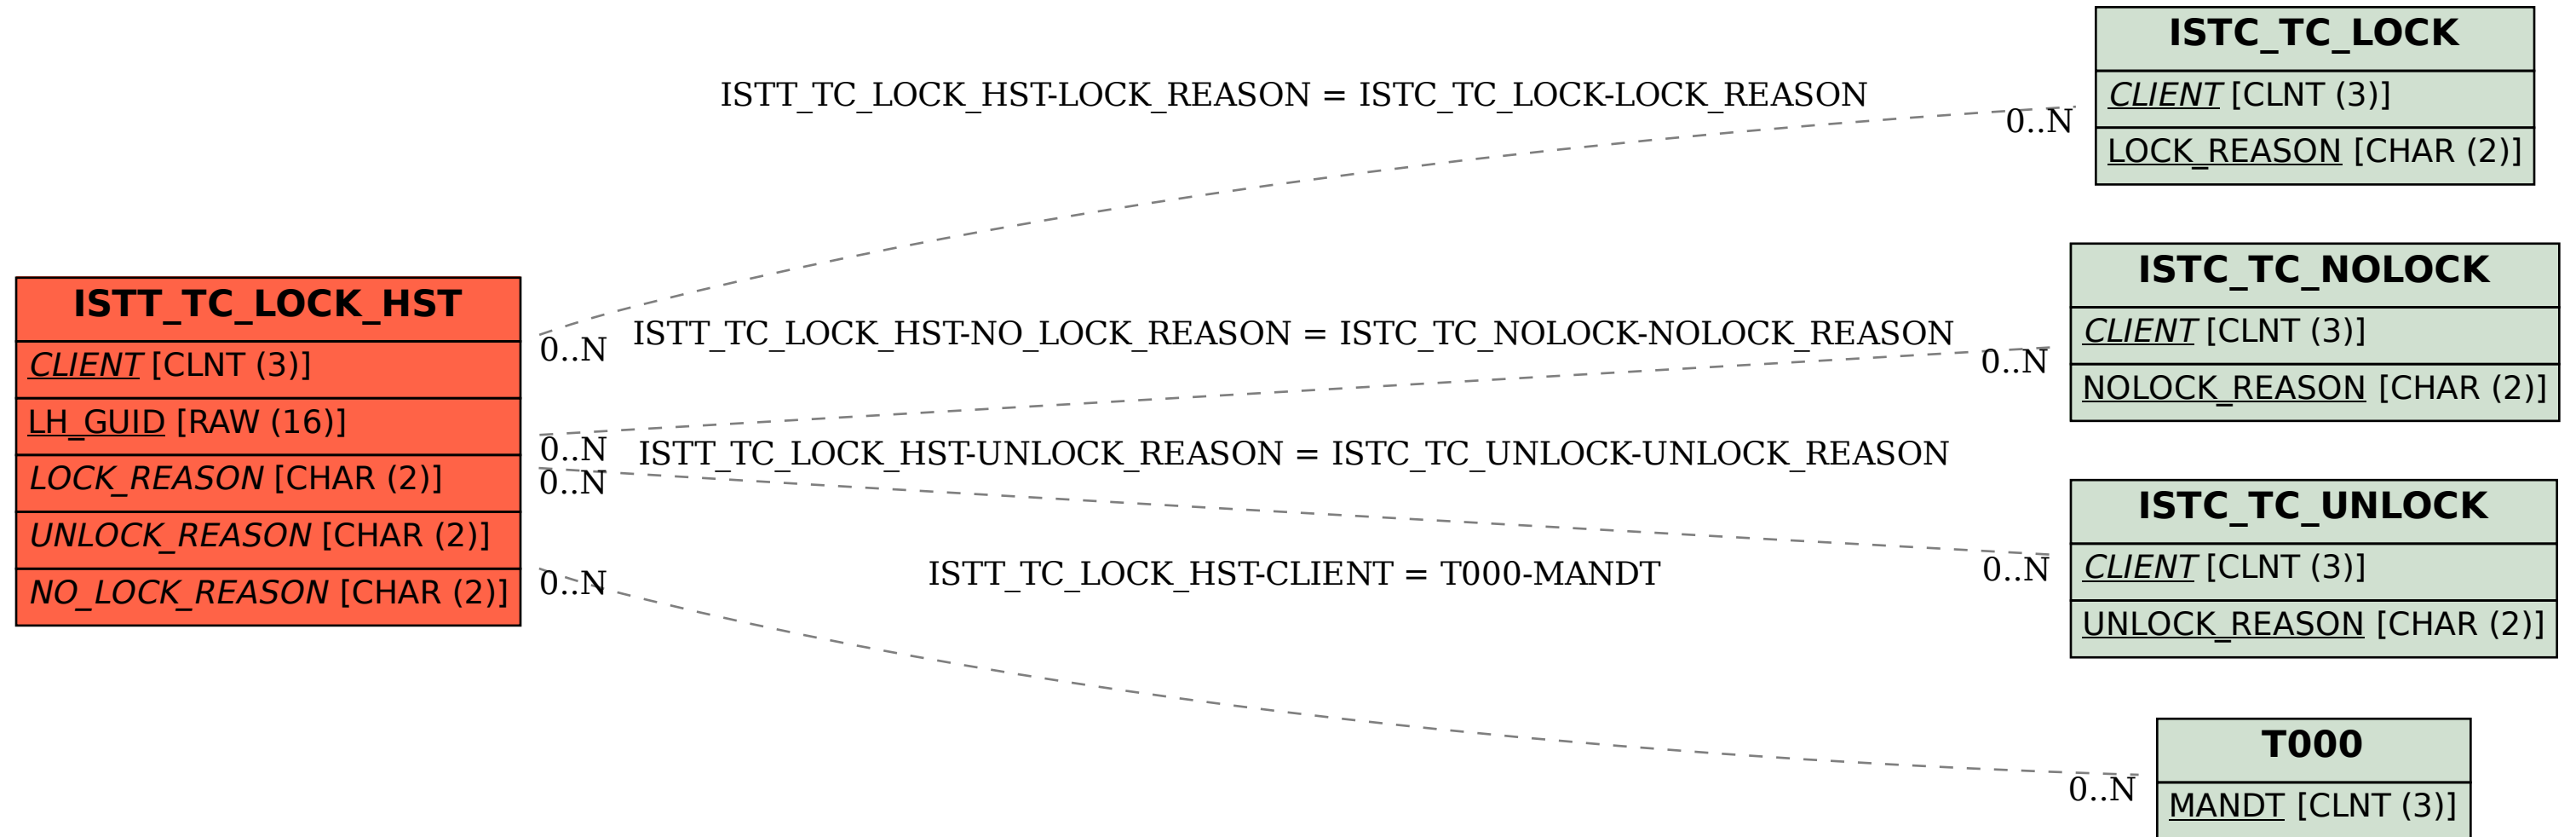 ISTC_TC_LOCK
CLIENT [CLNT (3)]
LOCK_REASON [CHAR (2)]
ISTT_TC_LOCK_HST-LOCK_REASON = ISTC_TC_LOCK-LOCK_REASON
0..N
ISTT_TC_LOCK_HST
CLIENT [CLNT (3)]
LH_GUID [RAW (16)]
LOCK_REASON [CHAR (2)]
UNLOCK_REASON [CHAR (2)]
NO_LOCK_REASON [CHAR (2)]
0..N
ISTT_TC_LOCK_HST-NO_LOCK_REASON = ISTC_TC_NOLOCK-NOLOCK_REASON
0..N
0..N
ISTC_TC_NOLOCK
CLIENT [CLNT (3)]
NOLOCK_REASON [CHAR (2)]
ISTT_TC_LOCK_HST-UNLOCK_REASON = ISTC_TC_UNLOCK-UNLOCK_REASON
0..N
0..N
ISTC_TC_UNLOCK
CLIENT [CLNT (3)]
UNLOCK_REASON [CHAR (2)]
ISTT_TC_LOCK_HST-CLIENT = T000-MANDT
0..N
0..N
T000
MANDT [CLNT (3)]